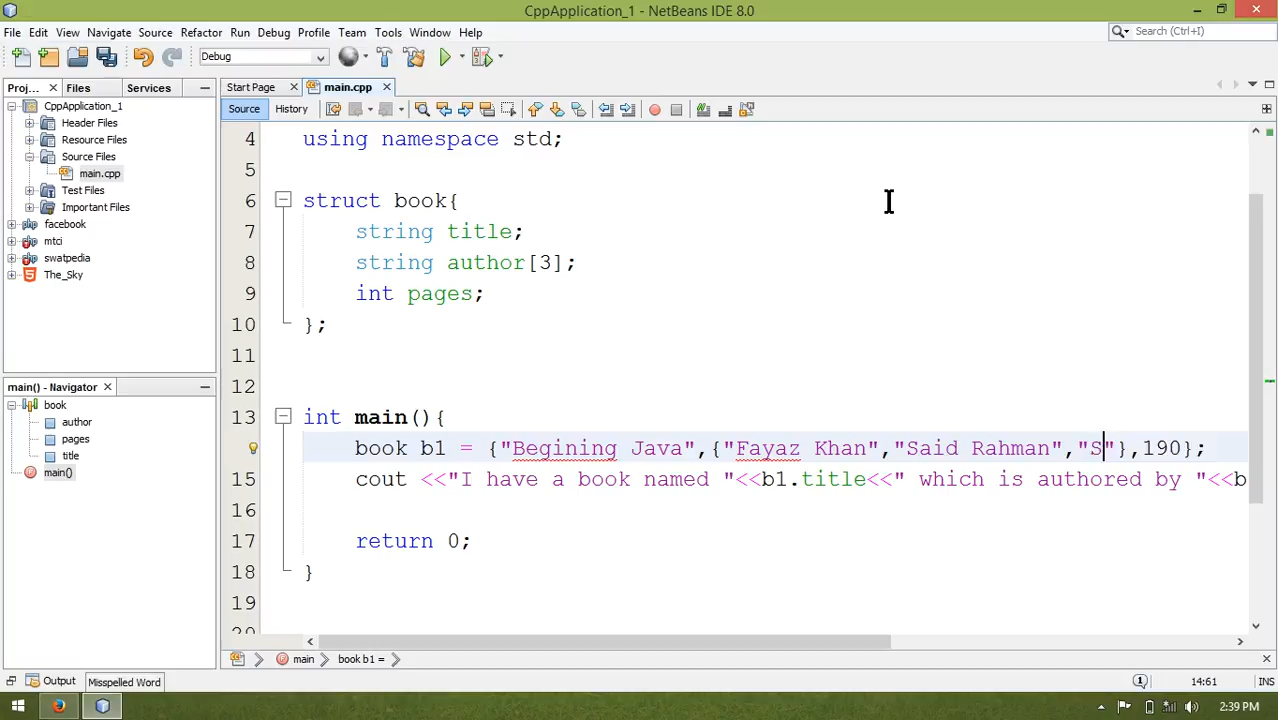 CppApplication_1 - NetBeans IDE 8.0
File Edit View Navigate Source Refactor Run Debug Profile Team Tools Window Help
Search (Ctrl+I)
Debug
Proj... Files Services
Start Page main.cpp
Source History
CppApplication_1
Header Files
Resource Files
Source Files
main.cpp
Test Files
Important Files
facebook
mtci
swatpedia
The_Sky
main() - Navigator
book
author
pages
title
main()
4 using namespace std;
5
6 struct book{
7 string title;
8 string author[3];
9 int pages;
10 };
11
12
13 int main(){
book b1 = {"Begining Java",{"Fayaz Khan","Said Rahman","S"},190};
15 cout <<"I have a book named "<<b1.title<<" which is authored by "<<b
16
17 return 0;
18 }
19
20
main book b1 =
Output Misspelled Word
14:61 INS
2:39 PM